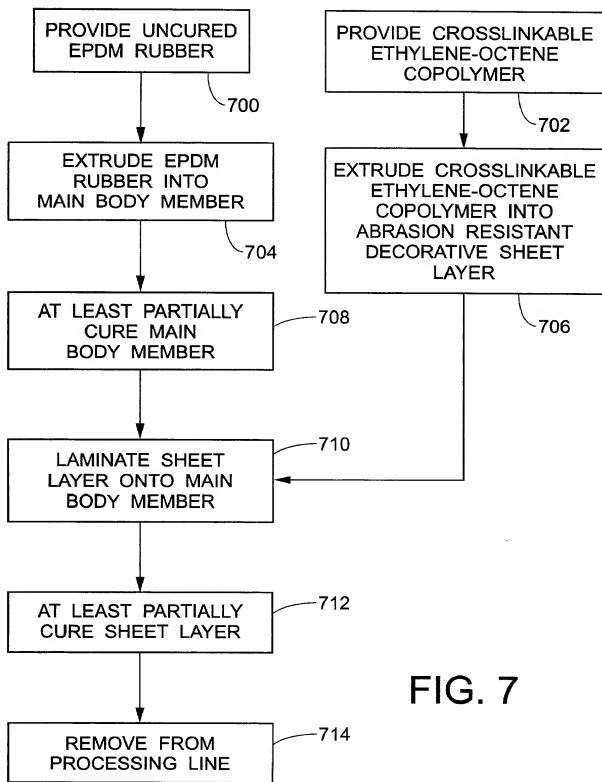 PROVIDE UNCURED
EPDM RUBBER
700
PROVIDE CROSSLINKABLE
ETHYLENE-OCTENE
COPOLYMER
702
EXTRUDE EPDM
RUBBER INTO
MAIN BODY MEMBER
704
EXTRUDE CROSSLINKABLE
ETHYLENE-OCTENE
COPOLYMER INTO
ABRASION RESISTANT
DECORATIVE SHEET
LAYER
706
AT LEAST PARTIALLY
CURE MAIN
BODY MEMBER
708
LAMINATE SHEET
LAYER ONTO MAIN
BODY MEMBER
710
AT LEAST PARTIALLY
CURE SHEET LAYER
712
REMOVE FROM
PROCESSING LINE
714
FIG. 7